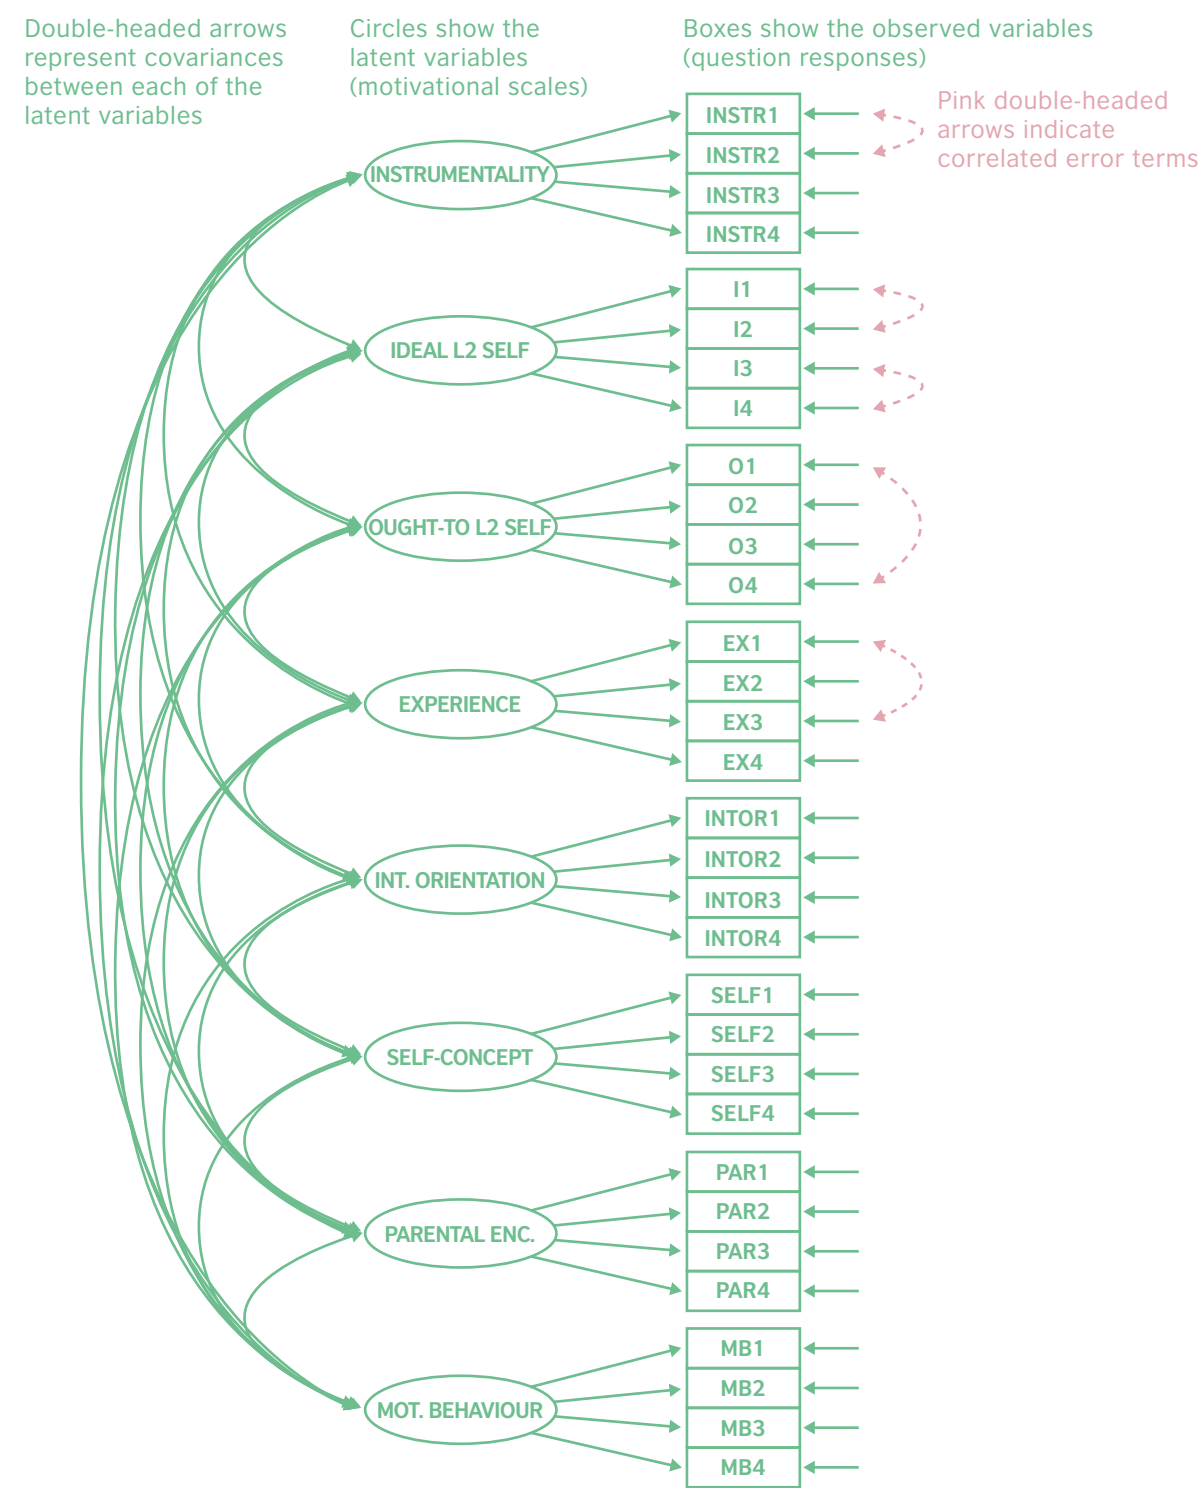 Double-headed arrows
represent covariances
between each of the
latent variables
Circles show the
latent variables
(motivational scales)
Boxes show the observed variables
(question responses)
Pink double-headed
arrows indicate
correlated error terms
INSTRUMENTALITY
INSTR1
INSTR2
INSTR3
INSTR4
IDEAL L2 SELF
I1
I2
I3
I4
OUGHT-TO L2 SELF
O1
O2
O3
O4
EXPERIENCE
EX1
EX2
EX3
EX4
INT. ORIENTATION
INTOR1
INTOR2
INTOR3
INTOR4
SELF-CONCEPT
SELF1
SELF2
SELF3
SELF4
PARENTAL ENC.
PAR1
PAR2
PAR3
PAR4
MOT. BEHAVIOUR
MB1
MB2
MB3
MB4